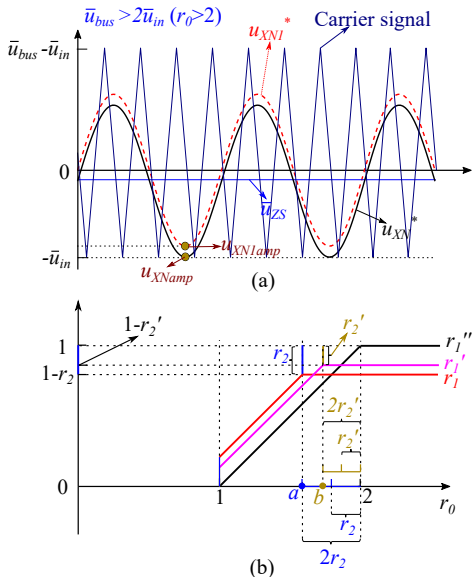 ū_bus>2ū_in (r_0>2)
u_XN1*
Carrier signal
ū_bus-ū_in
0
ū_ZS
u_XN*
-ū_in
u_XN1amp
u_XNamp
(a)
1-r_2'
r_2'
1
r_2
r_1''
r_1'
1-r_2
r_1
2r_2'
r_2'
0
1
a
b
2
r_0
r_2
2r_2
(b)